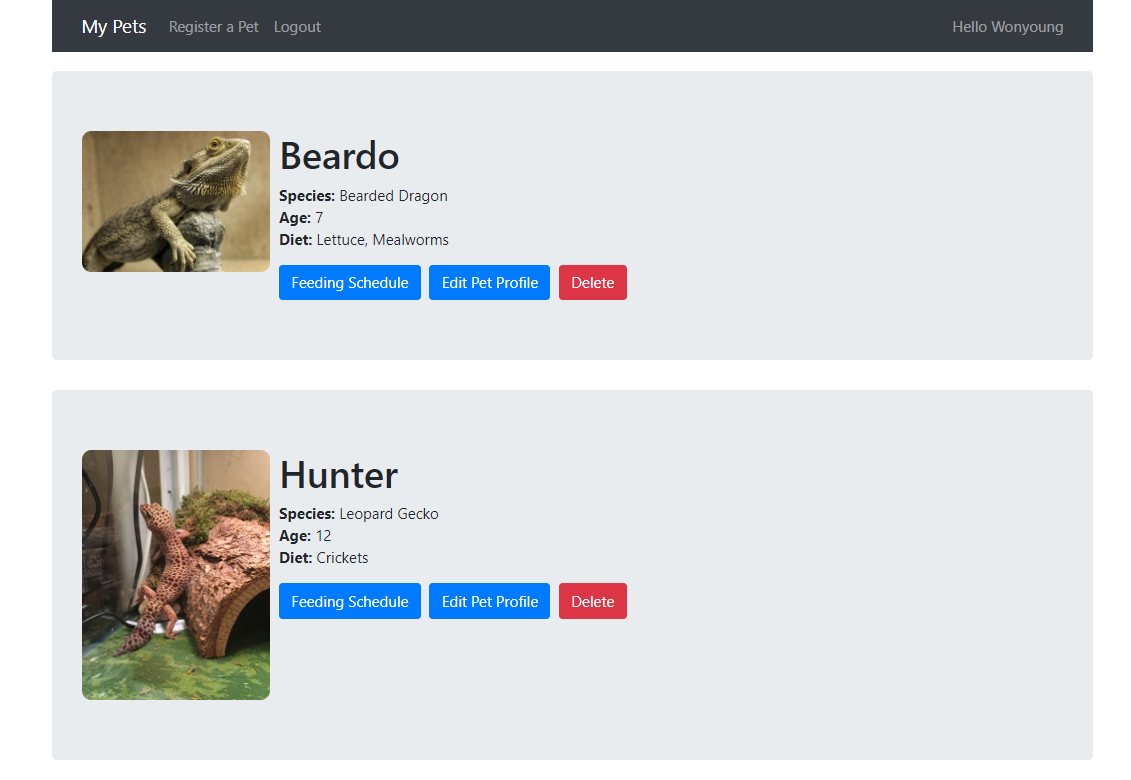 My Pets Register a Pet Logout Hello Wonyoung
Beardo
Species: Bearded Dragon
Age: 7
Diet: Lettuce, Mealworms
Feeding Schedule Edit Pet Profile Delete
Hunter
Species: Leopard Gecko
Age: 12
Diet: Crickets
Feeding Schedule Edit Pet Profile Delete